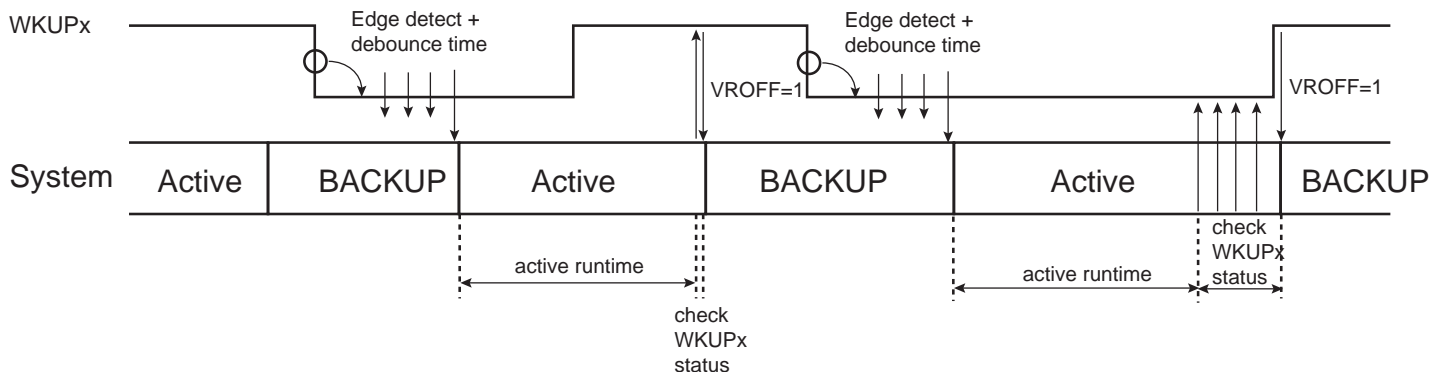 WKUPx
Edge detect +
debounce time
VROFF=1
Edge detect +
debounce time
VROFF=1
System
Active
BACKUP
Active
BACKUP
Active
BACKUP
active runtime
check
WKUPx
status
active runtime
check
WKUPx
status